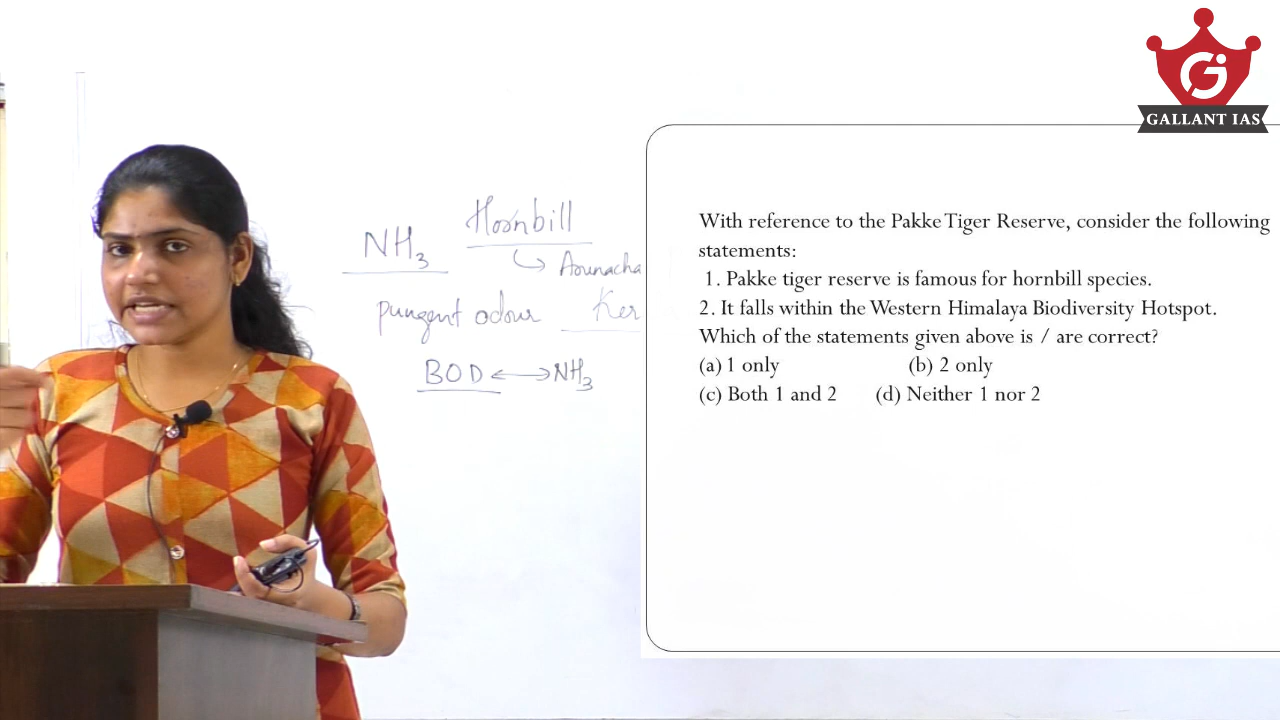 GALLANT IAS
Hornbill
NH3
Arunacha
pungent odour
Ker
BOD ⟷ NH3
With reference to the Pakke Tiger Reserve, consider the following
statements:
1. Pakke tiger reserve is famous for hornbill species.
2. It falls within the Western Himalaya Biodiversity Hotspot.
Which of the statements given above is / are correct?
(a) 1 only (b) 2 only
(c) Both 1 and 2 (d) Neither 1 nor 2